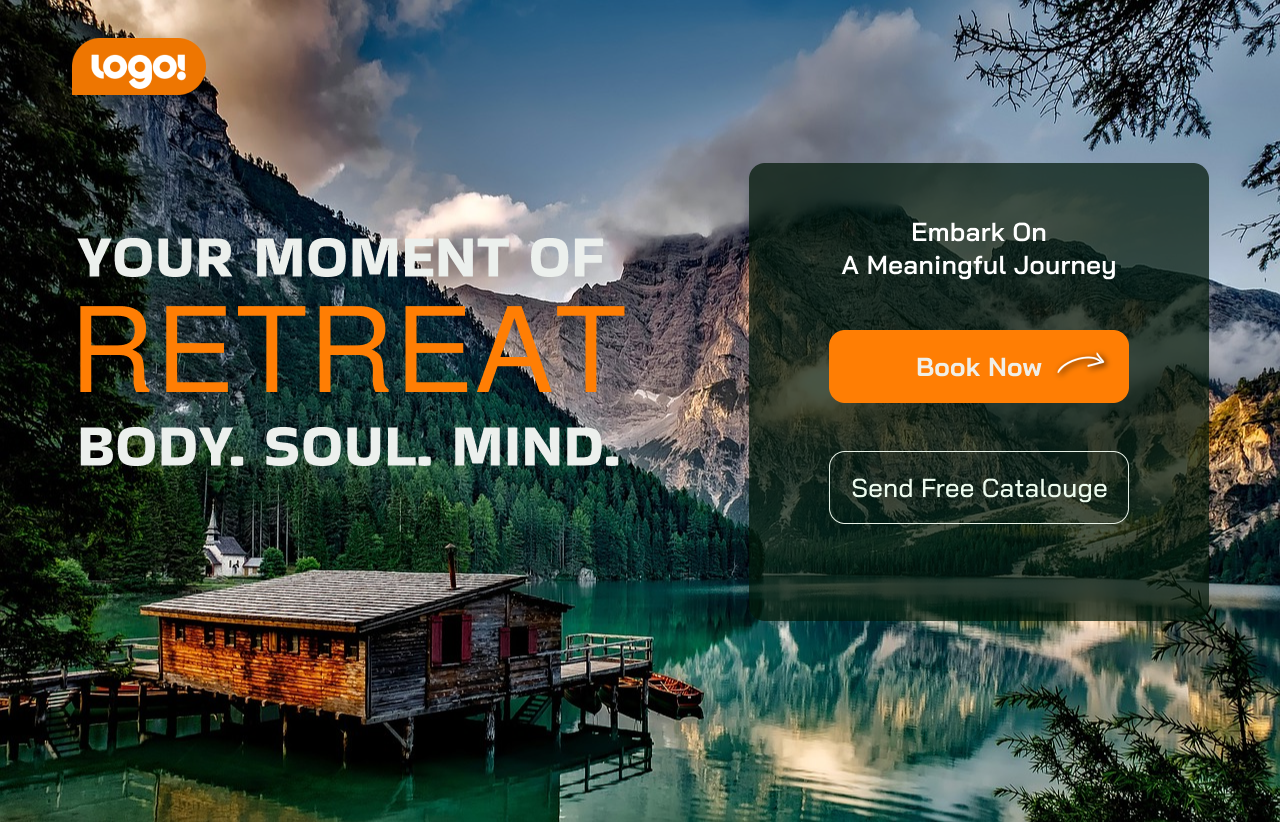 logo!
YOUR MOMENT OF
RETREAT
BODY. SOUL. MIND.
Embark On
A Meaningful Journey
Book Now
Send Free Catalouge